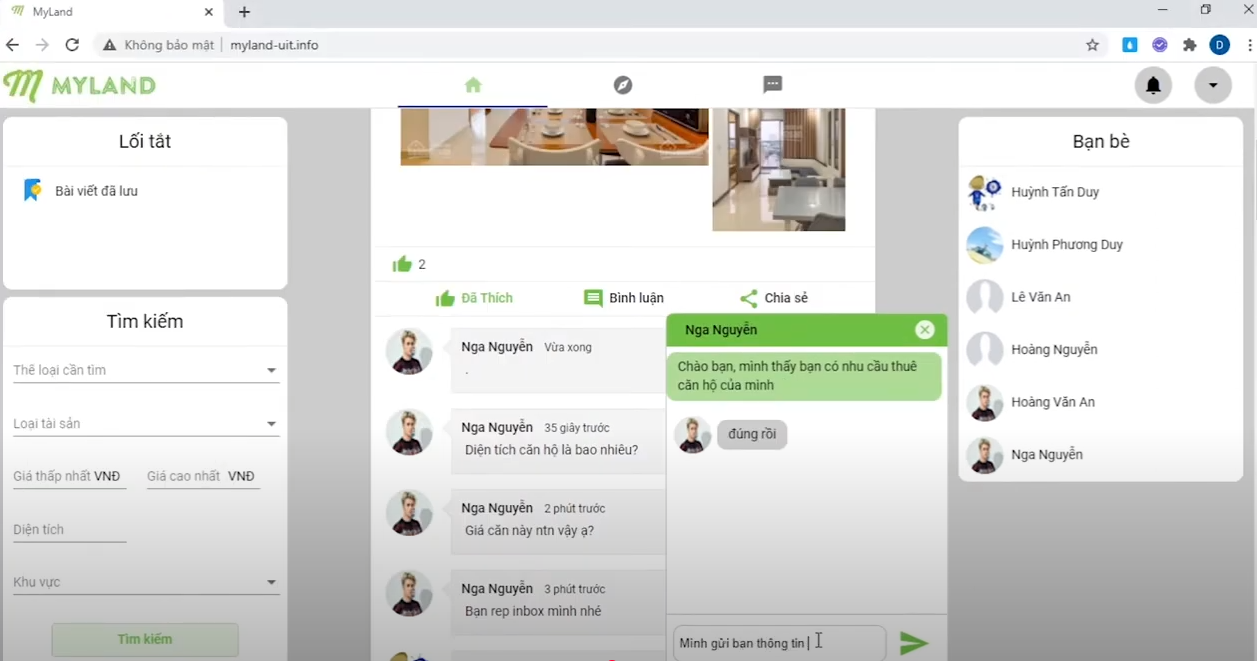 MyLand
Không bảo mật
myland-uit.info
D
MYLAND
Lối tắt
Bài viết đã lưu
Tìm kiếm
Thể loại cần tìm
Loại tài sản
Giá thấp nhất VNĐ
Giá cao nhất VNĐ
Diện tích
Khu vực
Tìm kiếm
2
Đã Thích
Bình luận
Chia sẻ
Nga Nguyễn Vừa xong
.
Nga Nguyễn 35 giây trước
Diện tích căn hộ là bao nhiêu?
Nga Nguyễn 2 phút trước
Giá căn này ntn vậy ạ?
Nga Nguyễn 3 phút trước
Bạn rep inbox mình nhé
Nga Nguyễn
Chào bạn, mình thấy bạn có nhu cầu thuê
căn hộ của mình
đúng rồi
Mình gửi bạn thông tin
Bạn bè
Huỳnh Tấn Duy
Huỳnh Phương Duy
Lê Văn An
Hoàng Nguyễn
Hoàng Văn An
Nga Nguyễn